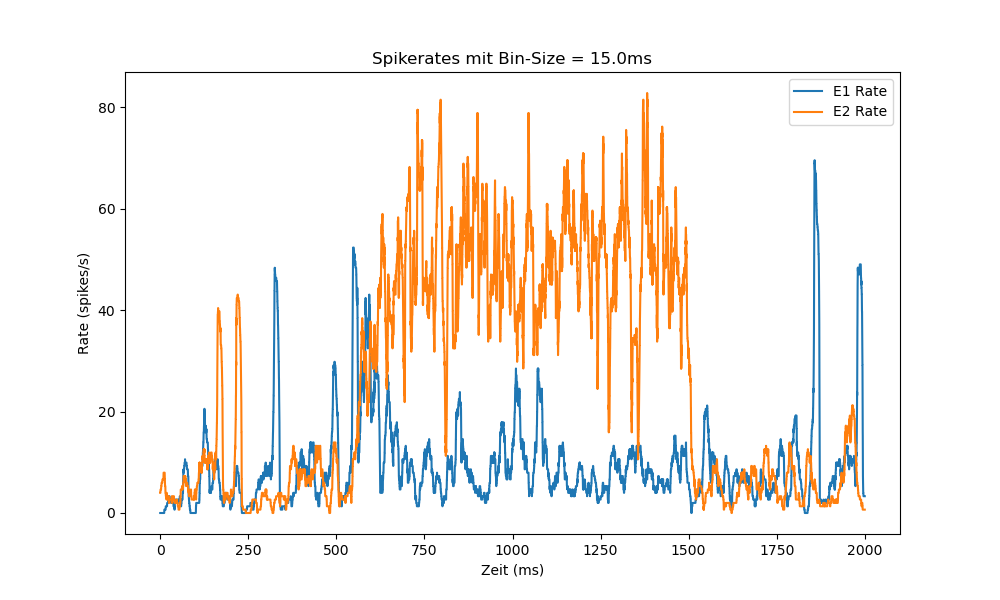 Spikerates mit Bin-Size = 15.0ms
E1 Rate
E2 Rate
80
60
40
20
0
Rate (spikes/s)
0 250 500 750 1000 1250 1500 1750 2000
Zeit (ms)